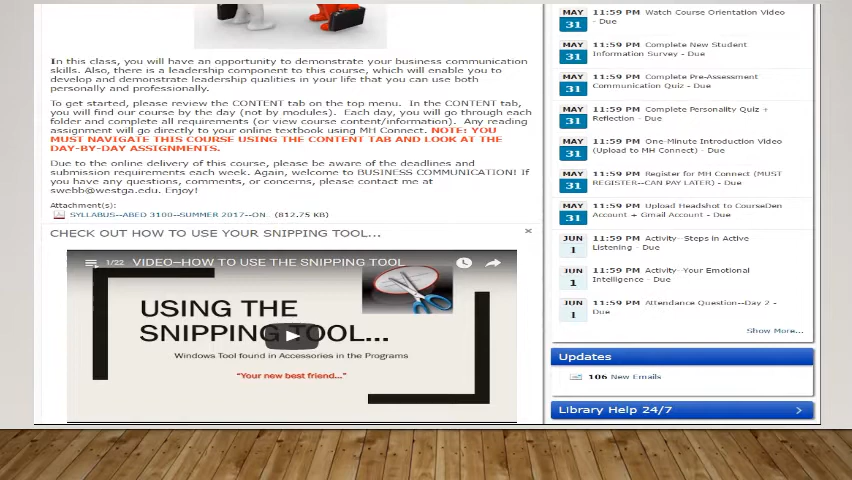 In this class, you will have an opportunity to demonstrate your business communication
skills. Also, there is a leadership component to this course, which will enable you to
develop and demonstrate leadership qualities in your life that you can use both
personally and professionally.
To get started, please review the CONTENT tab on the top menu. In the CONTENT tab,
you will find our course by the day (not by modules). Each day, you will go through each
folder and complete all requirements (or view course content/information). Any reading
assignment will go directly to your online textbook using MH Connect. NOTE: YOU
MUST NAVIGATE THIS COURSE USING THE CONTENT TAB AND LOOK AT THE
DAY-BY-DAY ASSIGNMENTS.
Due to the online delivery of this course, please be aware of the deadlines and
submission requirements each week. Again, welcome to BUSINESS COMMUNICATION! If
you have any questions, comments, or concerns, please contact me at
swebb@westga.edu. Enjoy!
Attachment(s):
SYLLABUS--ABED 3100--SUMMER 2017--ON... (812.75 KB)
CHECK OUT HOW TO USE YOUR SNIPPING TOOL...
1/22 VIDEO--HOW TO USE THE SNIPPING TOOL
USING THE
SNIPPING TOOL...
Windows Tool found in Accessories in the Programs
"Your new best friend..."
MAY 31 11:59 PM Watch Course Orientation Video
- Due
MAY 31 11:59 PM Complete New Student
Information Survey - Due
MAY 31 11:59 PM Complete Pre-Assessment
Communication Quiz - Due
MAY 31 11:59 PM Complete Personality Quiz +
Reflection - Due
MAY 31 11:59 PM One-Minute Introduction Video
(Upload to MH Connect) - Due
MAY 31 11:59 PM Register for MH Connect (MUST
REGISTER--CAN PAY LATER) - Due
MAY 31 11:59 PM Upload Headshot to CourseDen
Account + Gmail Account - Due
JUN 1 11:59 PM Activity--Steps in Active
Listening - Due
JUN 1 11:59 PM Activity--Your Emotional
Intelligence - Due
JUN 1 11:59 PM Attendance Question--Day 2 -
Due
Show More...
Updates
106 New Emails
Library Help 24/7